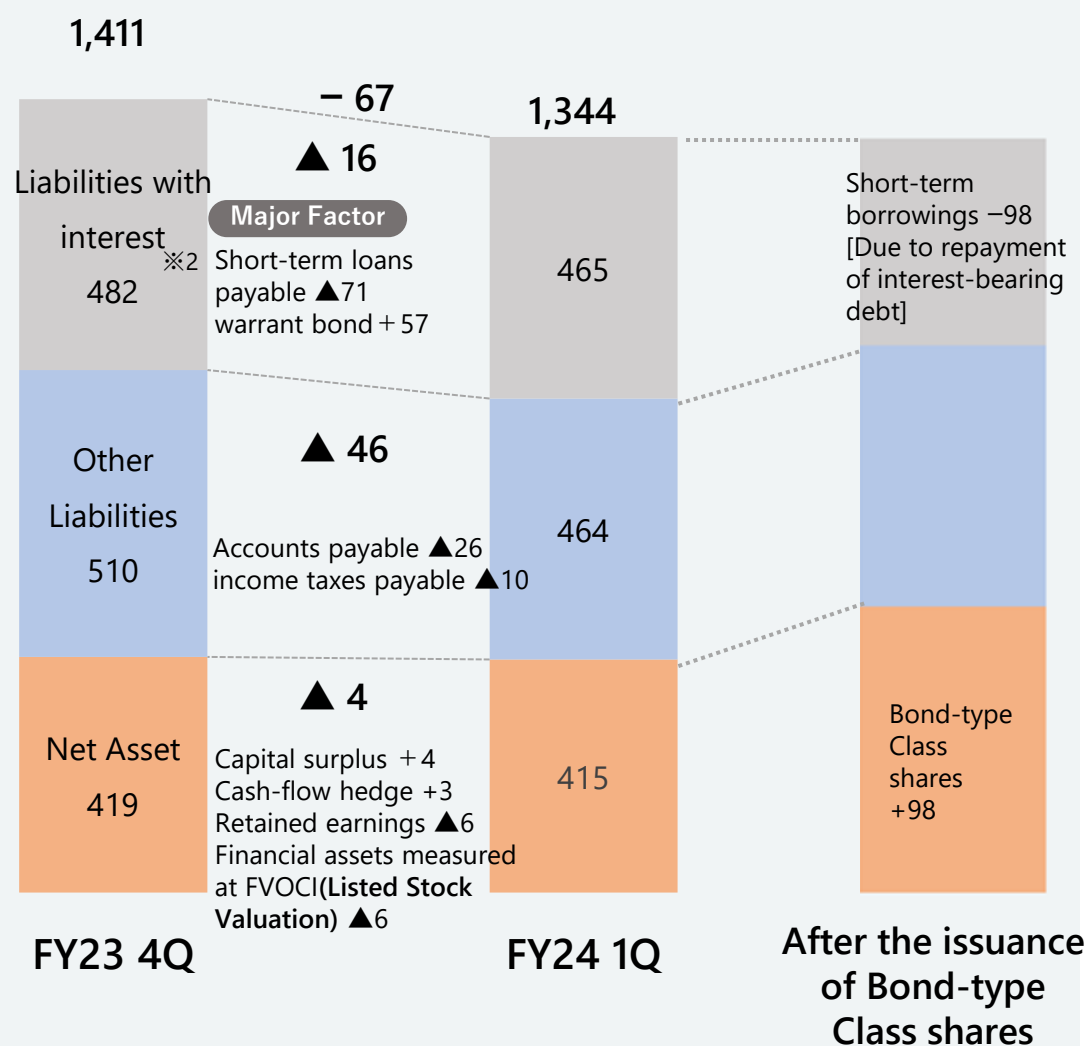 1,411
Liabilities with
interest
※2
482
Other
Liabilities
510
Net Asset
419
FY23 4Q
− 67
▲ 16
Major Factor
Short-term loans
payable ▲71
warrant bond＋57
▲ 46
Accounts payable ▲26
income taxes payable ▲10
▲ 4
Capital surplus ＋4
Cash-flow hedge +3
Retained earnings ▲6
Financial assets measured
at FVOCI(Listed Stock
Valuation) ▲6
1,344
465
464
415
FY24 1Q
Short-term
borrowings −98
[Due to repayment
of interest-bearing
debt]
Bond-type
Class
shares
+98
After the issuance
of Bond-type
Class shares